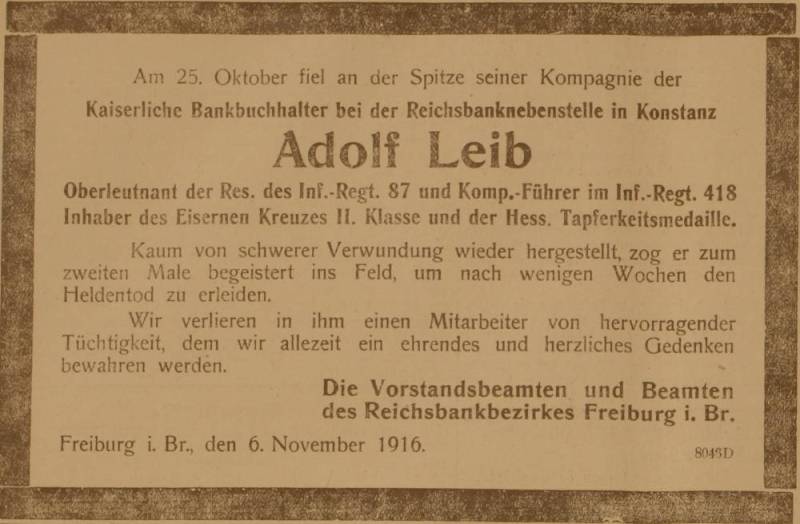 Am 25. Oktober fiel an der Spitze seiner Kompagnie der
Kaiserliche Bankbuchhalter bei der Reichsbanknebenstelle in Konstanz
Adolf Leib
Oberleutnant der Res. des Inf.-Regt. 87 und Komp.-Führer im Inf.-Regt. 418
Inhaber des Eisernen Kreuzes II. Klasse und der Hess. Tapferkeitsmedaille.
Kaum von schwerer Verwundung wieder hergestellt, zog er zum
zweiten Male begeistert ins Feld, um nach wenigen Wochen den
Heldentod zu erleiden.
Wir verlieren in ihm einen Mitarbeiter von hervorragender
Tüchtigkeit, dem wir allezeit ein ehrendes und herzliches Gedenken
bewahren werden.
Die Vorstandsbeamten und Beamten
des Reichsbankbezirkes Freiburg i. Br.
Freiburg i. Br., den 6. November 1916.
8046D